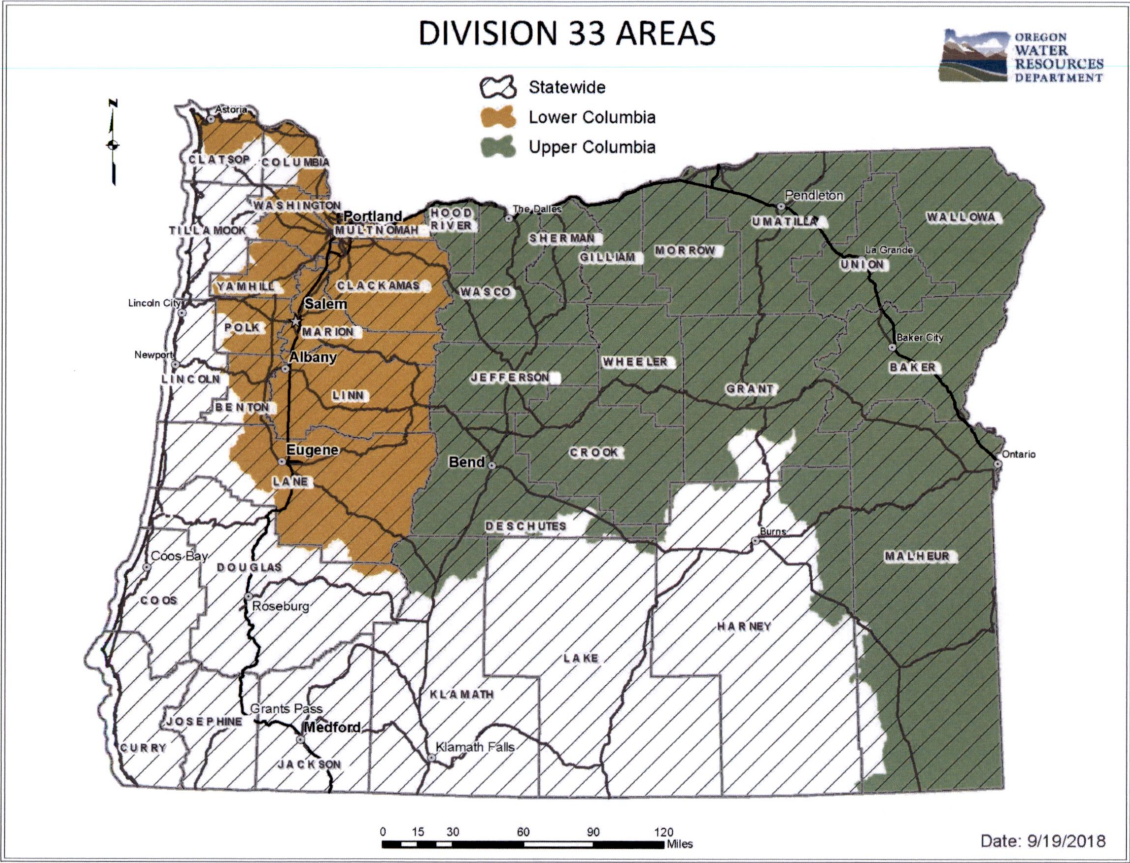 DIVISION 33 AREAS
OREGON
WATER
RESOURCES
DEPARTMENT
Statewide
Lower Columbia
Upper Columbia
N
Astoria
CLATSOP
COLUMBIA
WASHINGTON
Portland
MULTNOMAH
HOOD
RIVER
The Dalles
TILLAMOOK
SHERMAN
GILLIAM
MORROW
Pendleton
UMATILLA
WALLOWA
La Grande
UNION
YAMHILL
CLACKAMAS
WASCO
Lincoln City
Salem
POLK
MARION
Newport
Albany
LINCOLN
JEFFERSON
WHEELER
Baker City
BAKER
GRANT
BENTON
LINN
Eugene
Bend
CROOK
Ontario
LANE
DESCHUTES
Burns
MALHEUR
Coos Bay
DOUGLAS
COOS
Roseburg
HARNEY
LAKE
KLAMATH
Grants Pass
JOSEPHINE
Medford
CURRY
Klamath Falls
JACKSON
0 15 30 60 90 120
Miles
Date: 9/19/2018